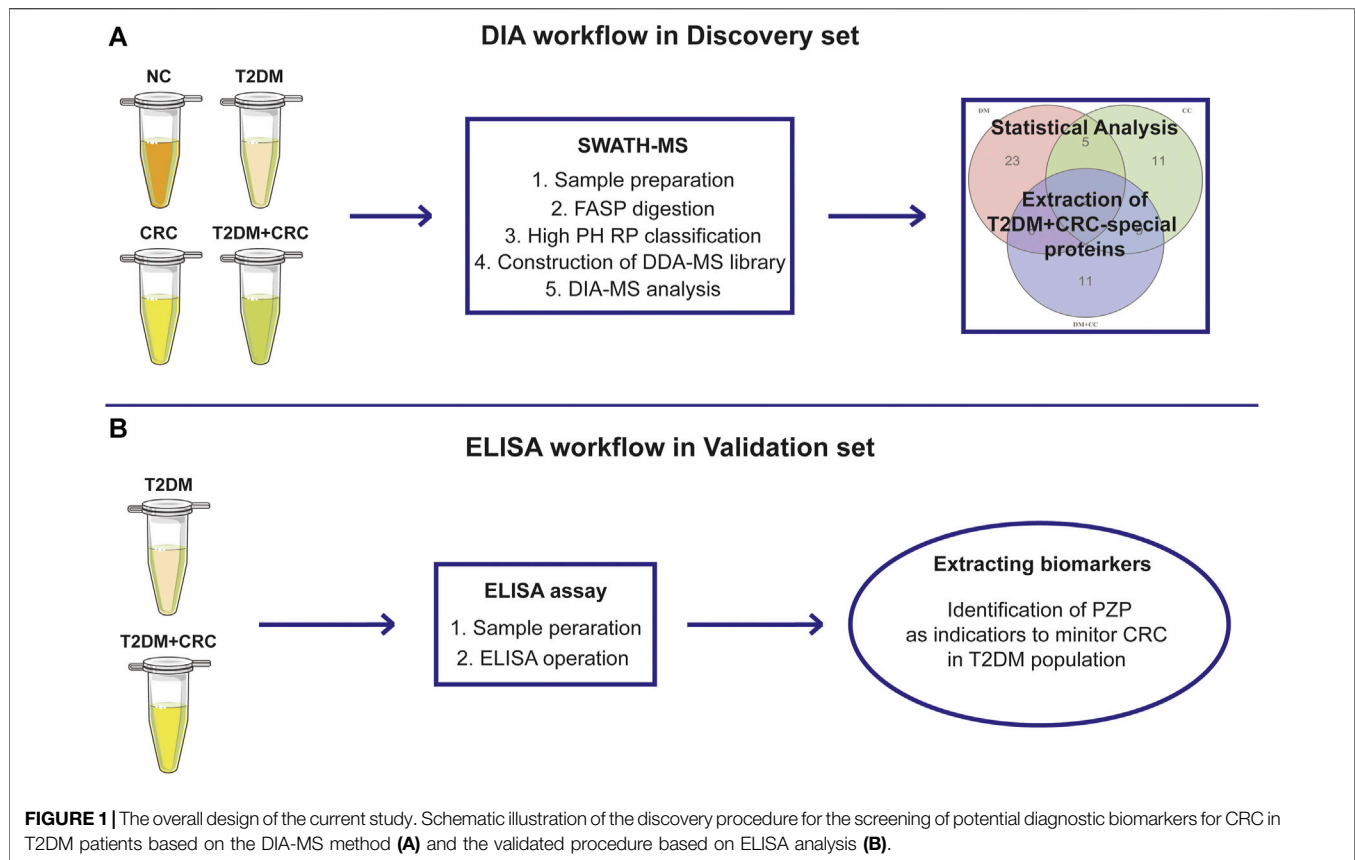 A
DIA workflow in Discovery set
NC
T2DM
CRC
T2DM+CRC
SWATH-MS
1. Sample preparation
2. FASP digestion
3. High PH RP classification
4. Construction of DDA-MS library
5. DIA-MS analysis
DM
CC
Statistical Analysis
5
23
11
Extraction of
T2DM+CRC-special
proteins
11
DM+CC
B
ELISA workflow in Validation set
T2DM
T2DM+CRC
ELISA assay
1. Sample peraration
2. ELISA operation
Extracting biomarkers
Identification of PZP
as indicatiors to minitor CRC
in T2DM population
FIGURE 1 | The overall design of the current study. Schematic illustration of the discovery procedure for the screening of potential diagnostic biomarkers for CRC in
T2DM patients based on the DIA-MS method (A) and the validated procedure based on ELISA analysis (B).